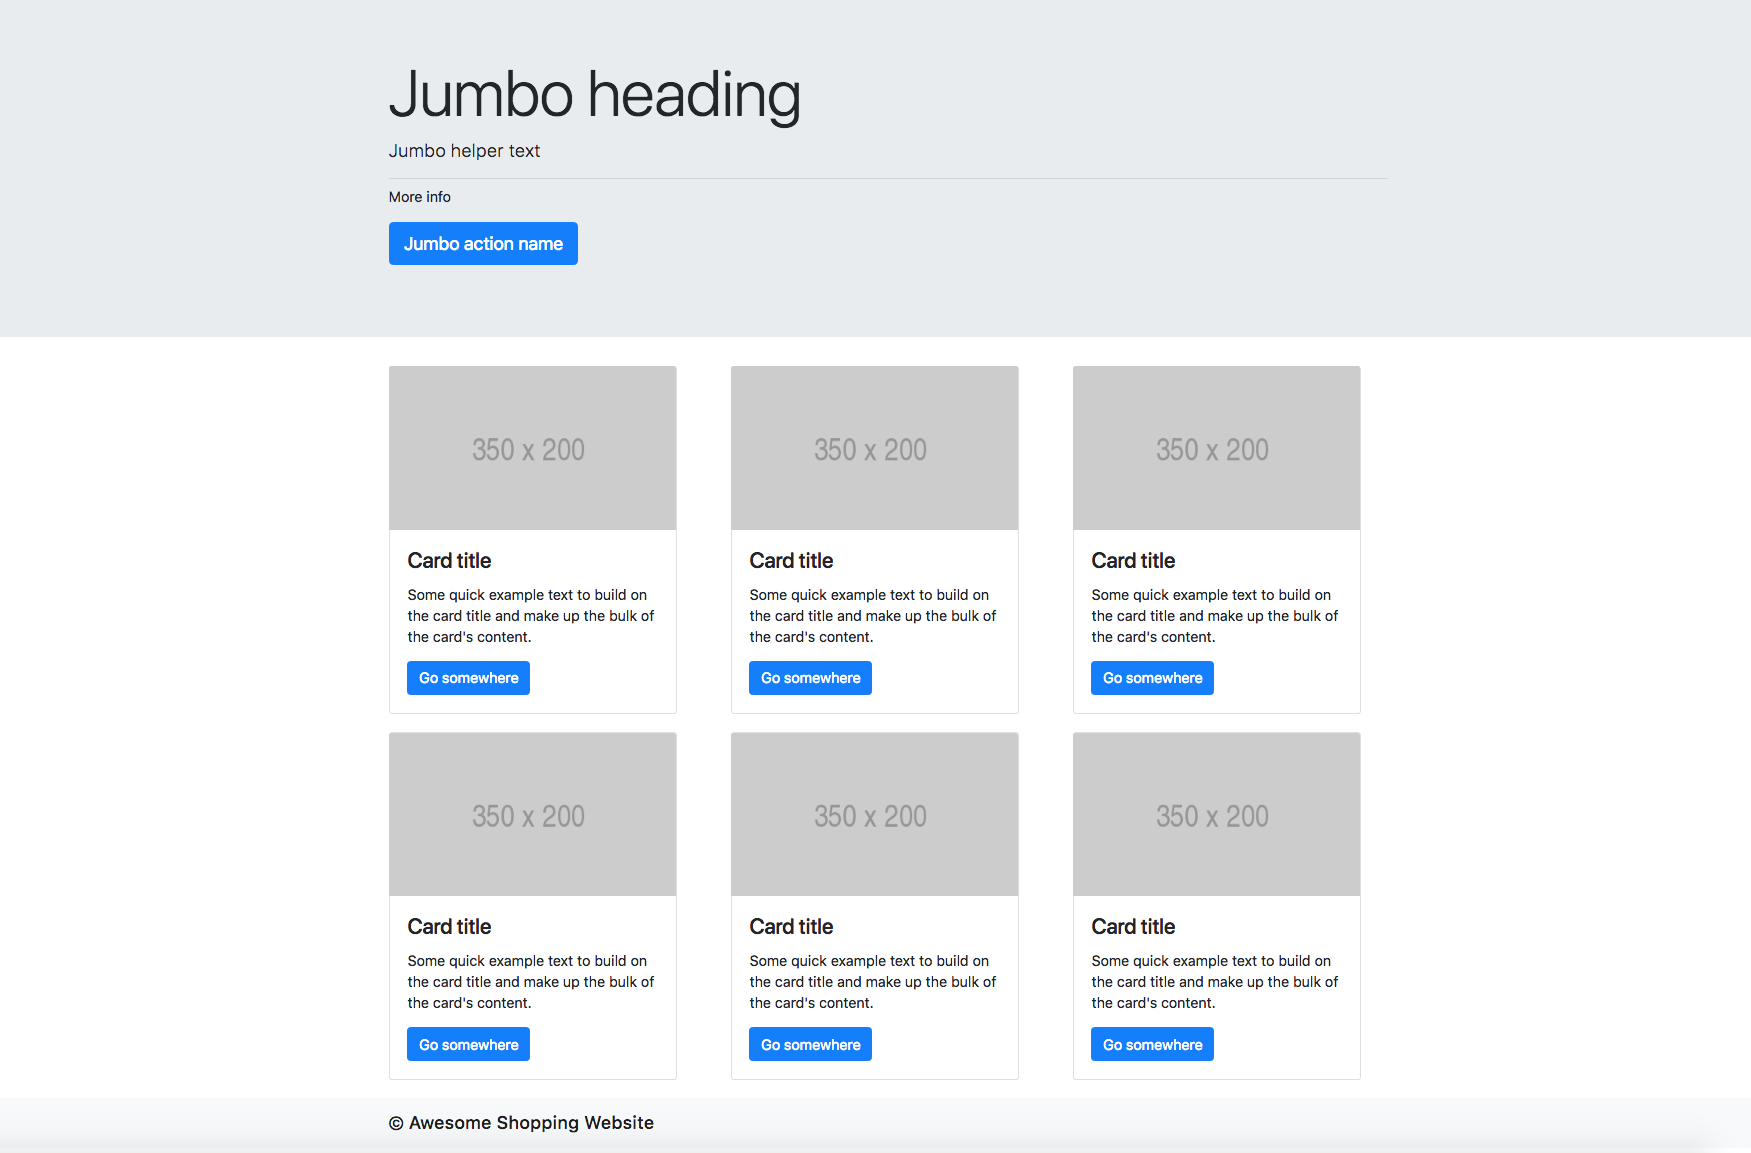 Jumbo heading
Jumbo helper text
More info
Jumbo action name
350 x 200
350 x 200
350 x 200
Card title
Some quick example text to build on
the card title and make up the bulk of
the card's content.
Go somewhere
Card title
Some quick example text to build on
the card title and make up the bulk of
the card's content.
Go somewhere
Card title
Some quick example text to build on
the card title and make up the bulk of
the card's content.
Go somewhere
350 x 200
350 x 200
350 x 200
Card title
Some quick example text to build on
the card title and make up the bulk of
the card's content.
Go somewhere
Card title
Some quick example text to build on
the card title and make up the bulk of
the card's content.
Go somewhere
Card title
Some quick example text to build on
the card title and make up the bulk of
the card's content.
Go somewhere
© Awesome Shopping Website